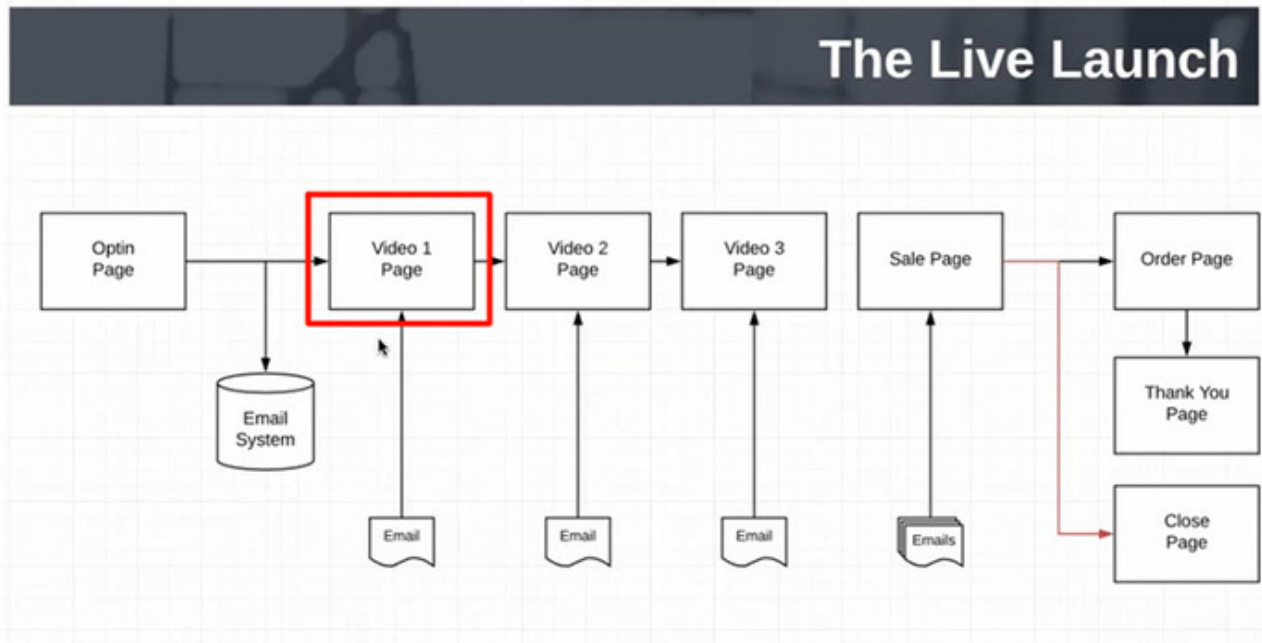 The Live Launch
Optin
Page
Video 1
Page
Video 2
Page
Video 3
Page
Sale Page
Order Page
Thank You
Page
Email
System
Close
Page
Email
Email
Email
Emails